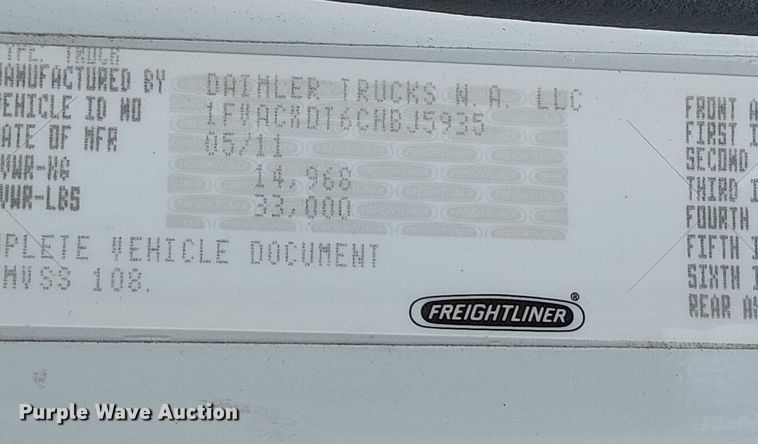 TYPE: TRUCK
MANUFACTURED BY DAIMLER TRUCKS N.A. LLC
VEHICLE ID NO 1FVACXDT6CHBJ5935
DATE OF MFR 05/11
GVWR-KG 14,968
GVWR-LBS 33,000
PLETE VEHICLE DOCUMENT
MVSS 108.
FRONT A
FIRST I
SECOND
THIRD I
FOURTH
FIFTH I
SIXTH I
REAR A
FREIGHTLINER®
Purple Wave Auction